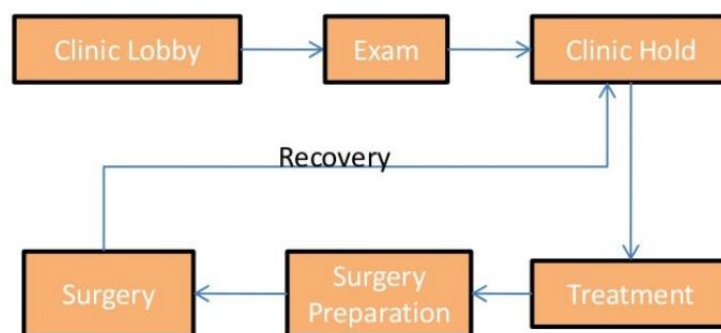 Clinic Lobby
Exam
Clinic Hold
Recovery
Surgery
Surgery
Preparation
Treatment